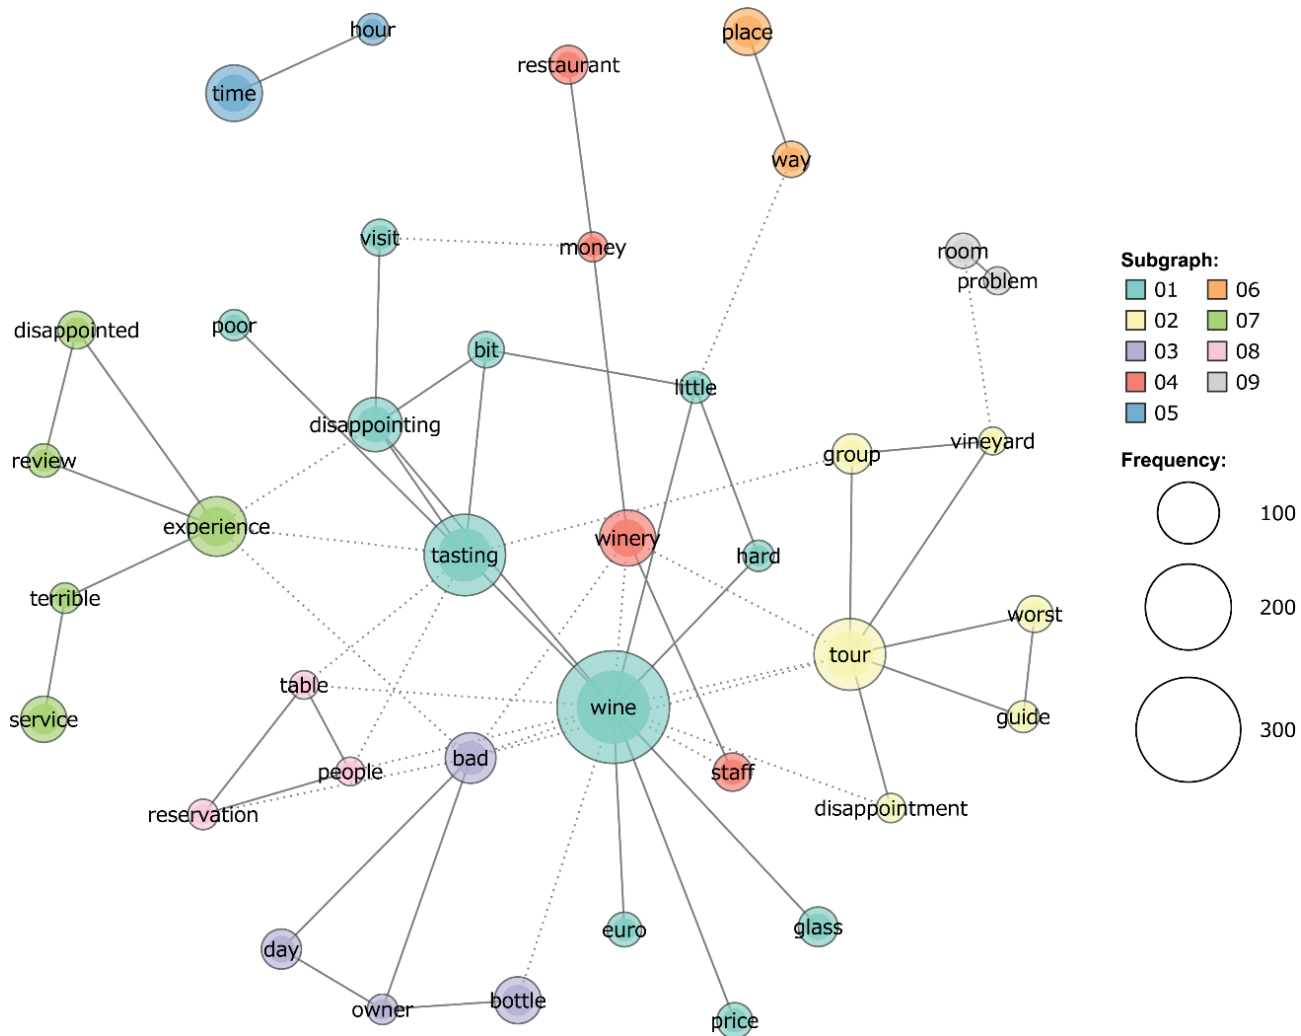 hour
place
restaurant
time
way
visit
money
room
problem
disappointed
poor
bit
little
disappointing
group
vineyard
review
experience
tasting
winery
hard
terrible
worst
tour
table
wine
service
guide
bad
people
staff
reservation
disappointment
euro
glass
day
owner
bottle
price
Subgraph:
01 06
02 07
03 08
04 09
05
Frequency:
100
200
300